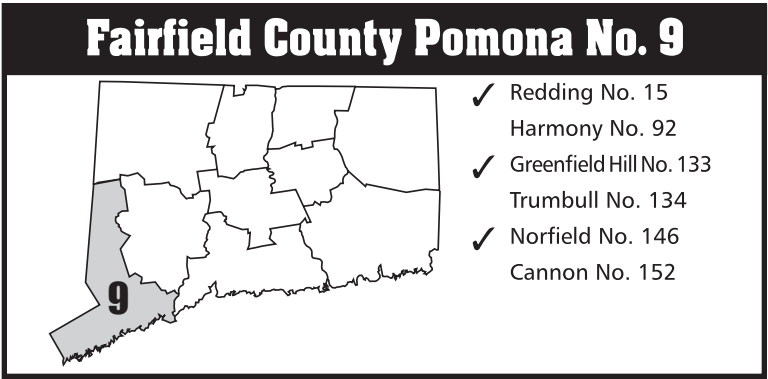 Fairfield County Pomona No. 9
✓ Redding No. 15
Harmony No. 92
✓ Greenfield Hill No. 133
Trumbull No. 134
✓ Norfield No. 146
Cannon No. 152
9